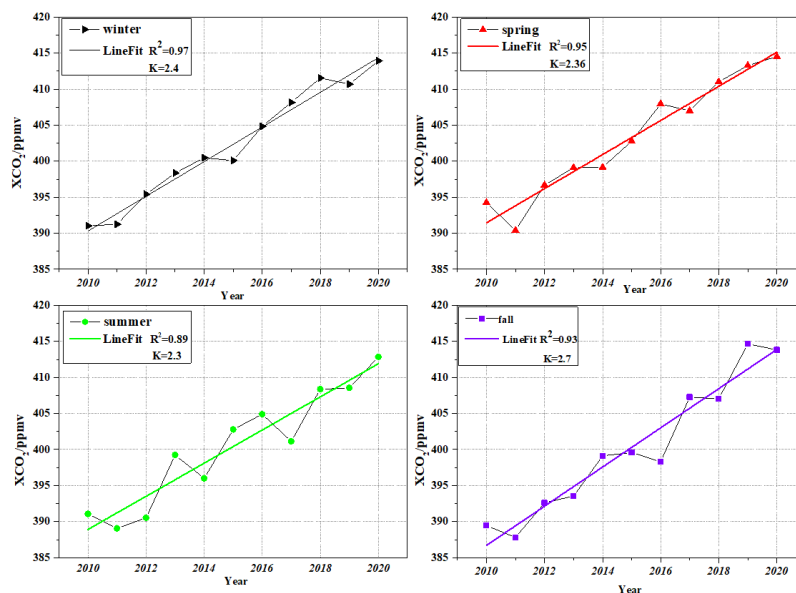 420
415
410
405
400
395
390
385
XCO₂/ppmv
winter
LineFit R²=0.97
K=2.4
2010 2012 2014 2016 2018 2020
Year
420
415
410
405
400
395
390
385
XCO₂/ppmv
spring
LineFit R²=0.95
K=2.36
2010 2012 2014 2016 2018 2020
Year
420
415
410
405
400
395
390
385
XCO₂/ppmv
summer
LineFit R²=0.89
K=2.3
2010 2012 2014 2016 2018 2020
Year
420
415
410
405
400
395
390
385
XCO₂/ppmv
fall
LineFit R²=0.93
K=2.7
2010 2012 2014 2016 2018 2020
Year